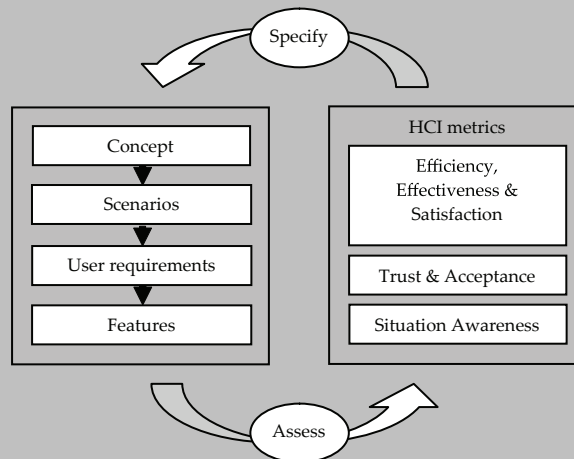 Specify
Concept
Scenarios
User requirements
Features
HCI metrics
Efficiency,
Effectiveness &
Satisfaction
Trust & Acceptance
Situation Awareness
Assess